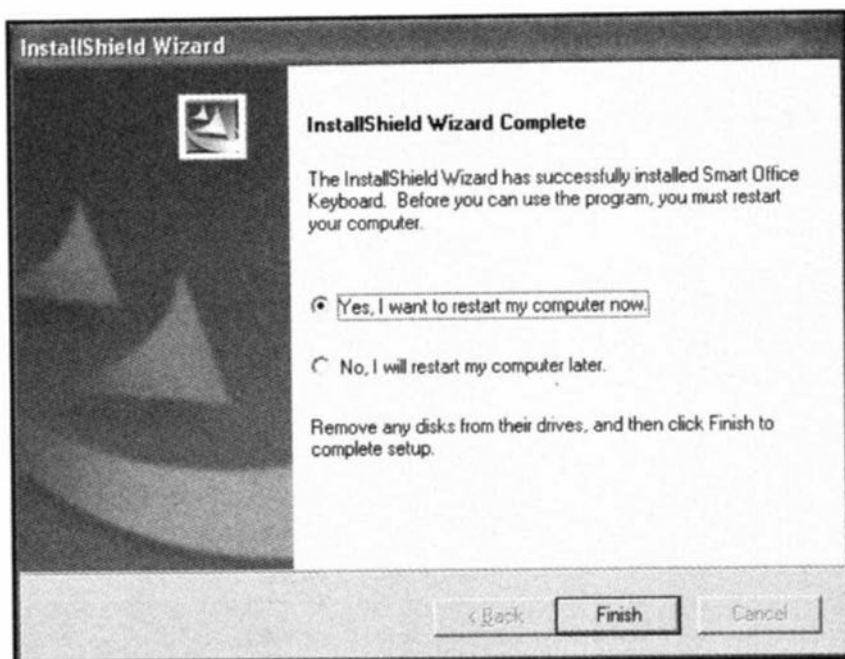 InstallShield Wizard
InstallShield Wizard Complete
The InstallShield Wizard has successfully installed Smart Office
Keyboard. Before you can use the program, you must restart
your computer.
Yes, I want to restart my computer now.
No, I will restart my computer later.
Remove any disks from their drives, and then click Finish to
complete setup.
< Back
Finish
Cancel